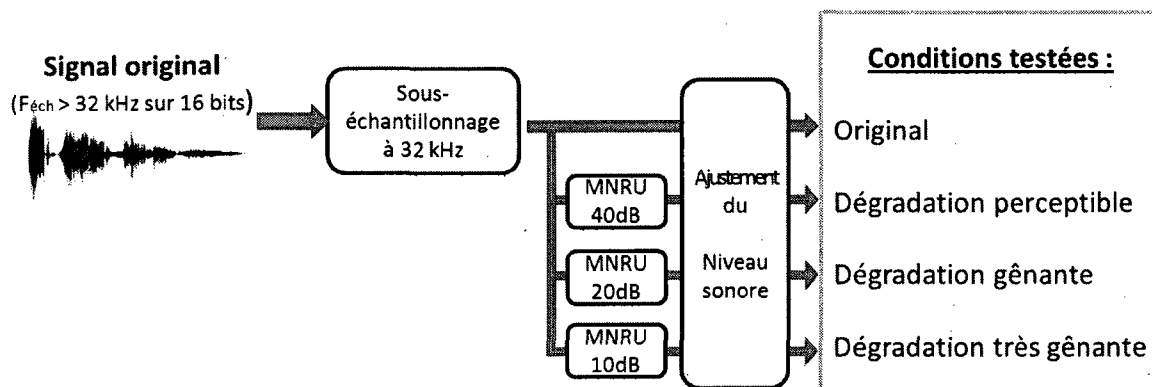 Signal original
(Féch > 32 kHz sur 16 bits)
Sous-
échantillonnage
à 32 kHz
MNRU
40dB
MNRU
20dB
MNRU
10dB
Ajustement
du
Niveau
sonore
Conditions testées :
Original
Dégradation perceptible
Dégradation gênante
Dégradation très gênante